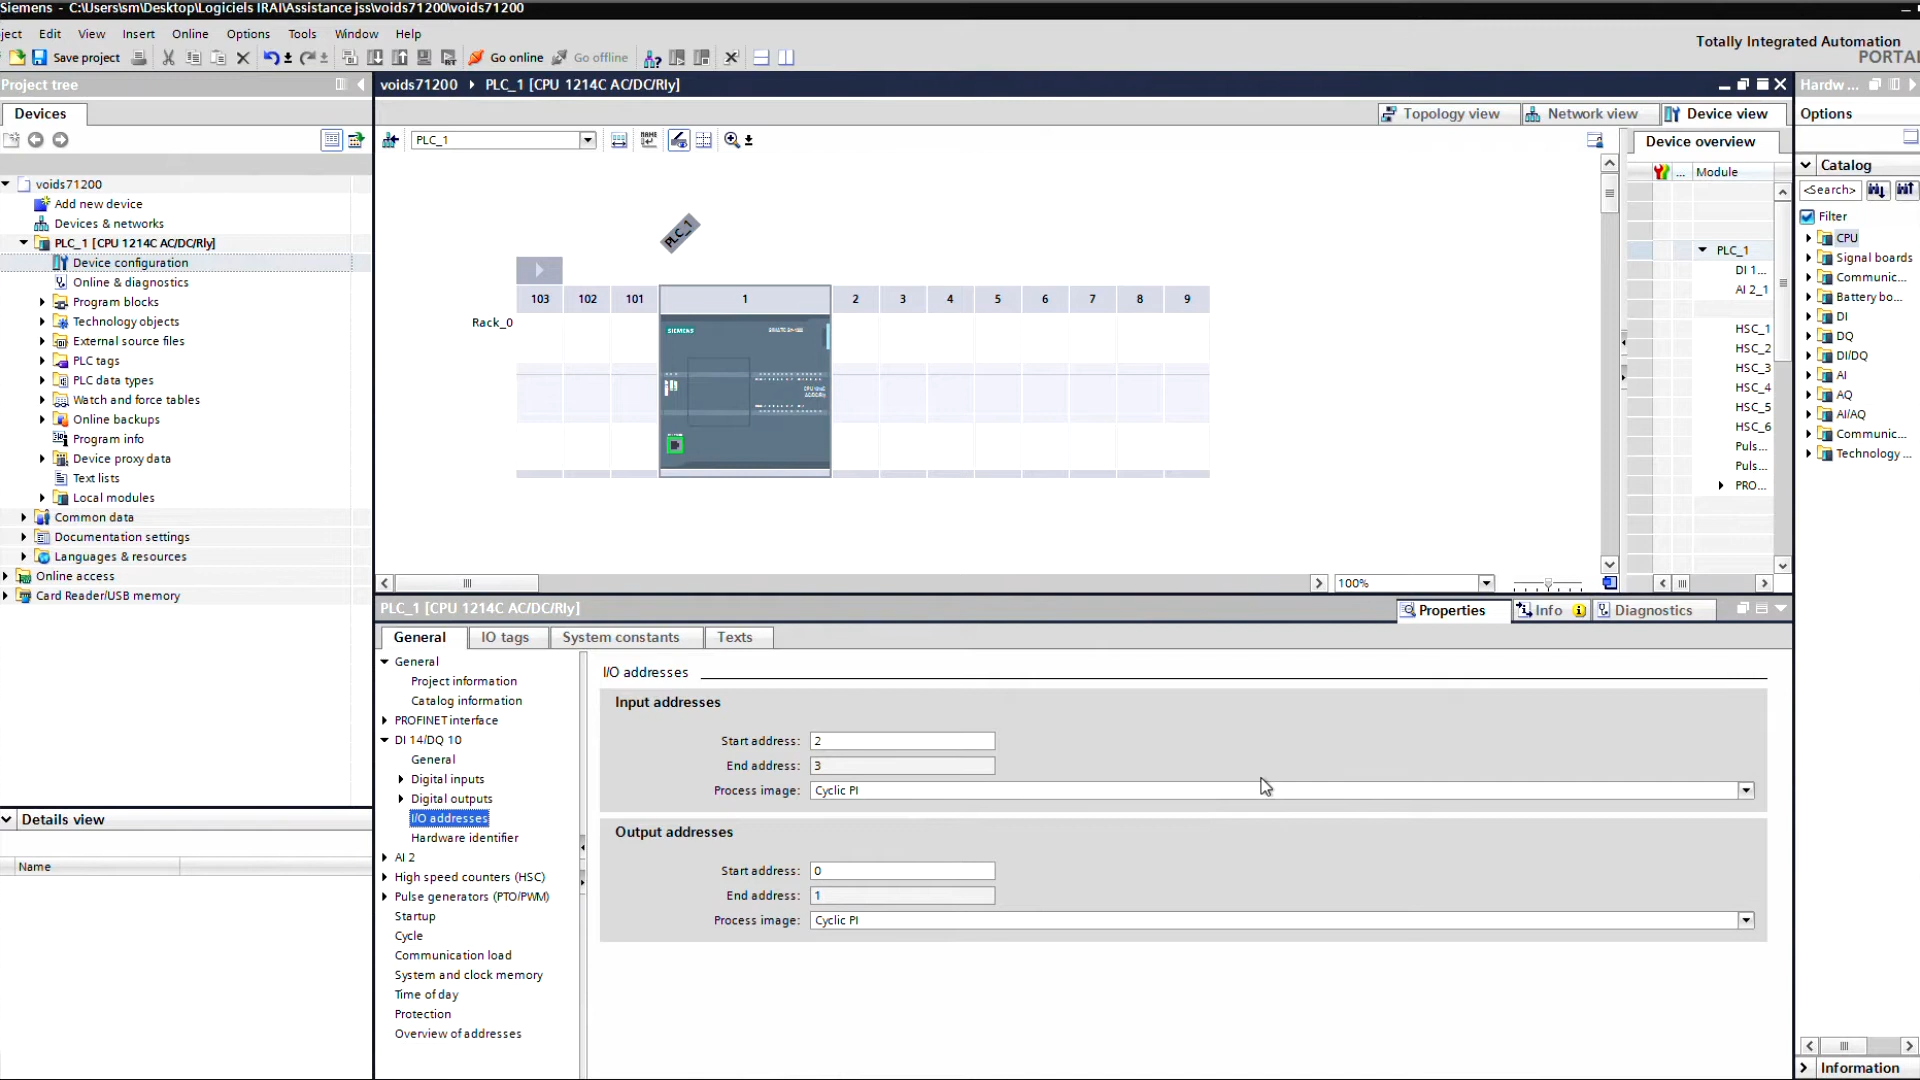 Siemens - C:\Users\sm\Desktop\Logiciels IRAI\Assistance jss\voids71200\voids71200
ject Edit View Insert Online Options Tools Window Help
Totally Integrated Automation
PORTAL
Save project Go online Go offline
Project tree
Devices
voids71200
Add new device
Devices & networks
PLC_1 [CPU 1214C AC/DC/Rly]
Device configuration
Online & diagnostics
Program blocks
Technology objects
External source files
PLC tags
PLC data types
Watch and force tables
Online backups
Program info
Device proxy data
Text lists
Local modules
Common data
Documentation settings
Languages & resources
Online access
Card Reader/USB memory
Details view
Name
voids71200 PLC_1 [CPU 1214C AC/DC/Rly]
Topology view Network view Device view
PLC_1
PLC_1
103 102 101 1 2 3 4 5 6 7 8 9
Rack_0
SIEMENS
100%
Device overview
... Module
PLC_1
DI 1...
AI 2_1
HSC_1
HSC_2
HSC_3
HSC_4
HSC_5
HSC_6
Puls...
Puls...
PRO...
Hardw ...
Options
Catalog
<Search>
Filter
CPU
Signal boards
Communic...
Battery bo...
DI
DQ
DI/DQ
AI
AQ
AI/AQ
Communic...
Technology ...
Information
PLC_1 [CPU 1214C AC/DC/Rly]
Properties Info Diagnostics
General IO tags System constants Texts
General
Project information
Catalog information
PROFINET interface
DI 14/DQ 10
General
Digital inputs
Digital outputs
I/O addresses
Hardware identifier
AI 2
High speed counters (HSC)
Pulse generators (PTO/PWM)
Startup
Cycle
Communication load
System and clock memory
Time of day
Protection
Overview of addresses
I/O addresses
Input addresses
Start address: 2
End address: 3
Process image: Cyclic PI
Output addresses
Start address: 0
End address: 1
Process image: Cyclic PI